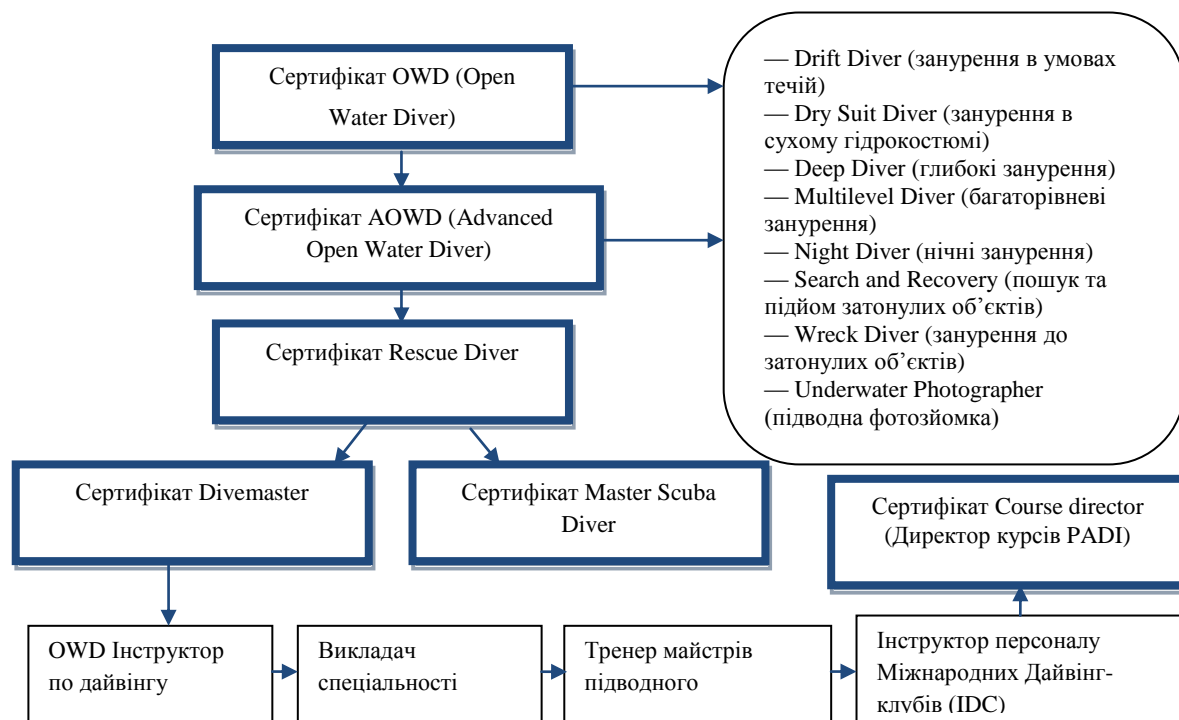 Сертифікат OWD (Open
Water Diver)
— Drift Diver (занурення в умовах
течій)
— Dry Suit Diver (занурення в
сухому гідрокостюмі)
— Deep Diver (глибокі занурення)
— Multilevel Diver (багаторівневі
занурення)
— Night Diver (нічні занурення)
— Search and Recovery (пошук та
підйом затонулих об’єктів)
— Wreck Diver (занурення до
затонулих об’єктів)
— Underwater Photographer
(підводна фотозйомка)
Сертифікат AOWD (Advanced
Open Water Diver)
Сертифікат Rescue Diver
Сертифікат Divemaster
Сертифікат Master Scuba
Diver
Сертифікат Course director
(Директор курсів PADI)
OWD Інструктор
по дайвінгу
Викладач
спеціальності
Тренер майстрів
підводного
Інструктор персоналу
Міжнародних Дайвінг-
клубів (IDC)